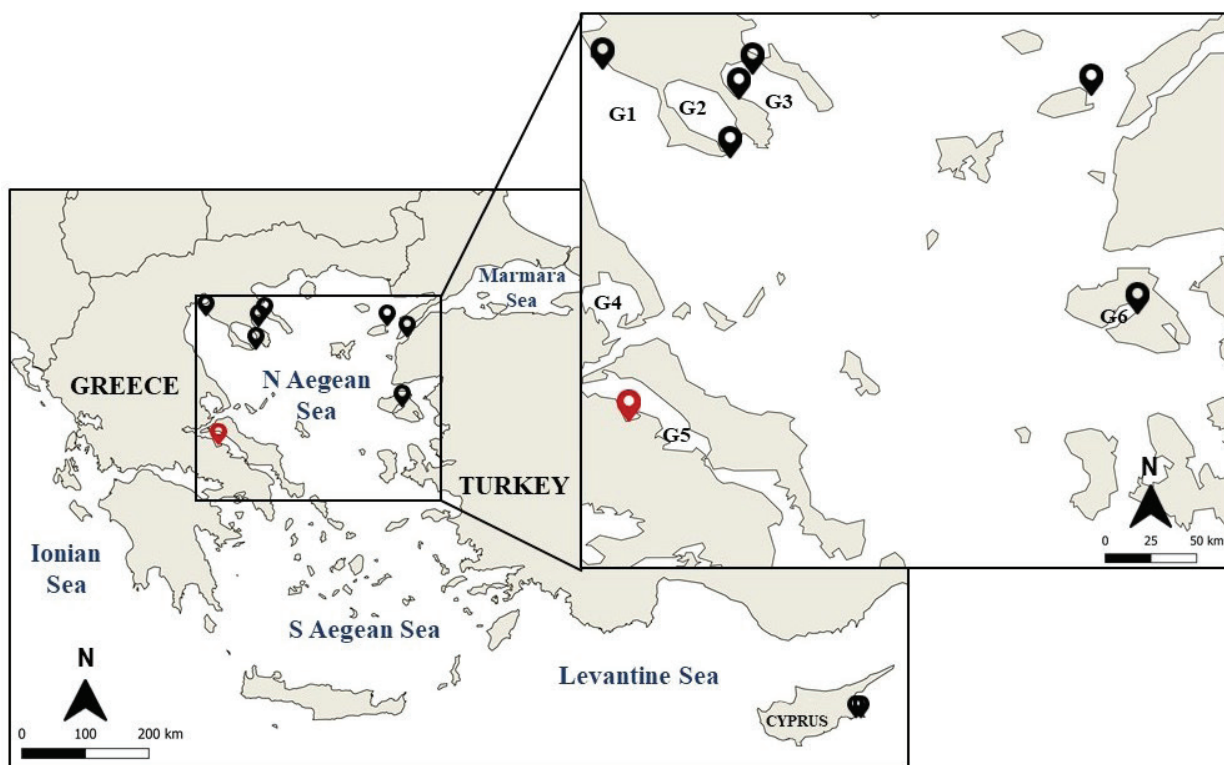 G1
G2
G3
G4
G5
G6
N
0 25 50 km
Marmara
Sea
GREECE
N Aegean
Sea
TURKEY
Ionian
Sea
S Aegean Sea
Levantine Sea
CYPRUS
N
0 100 200 km